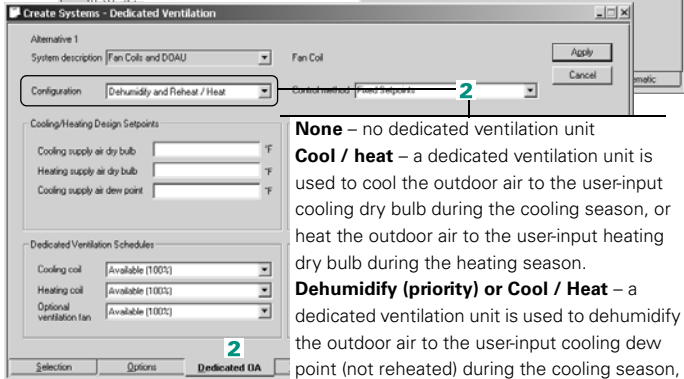 Create Systems - Dedicated Ventilation
Alternative 1
System description Fan Coils and DOAU Fan Coil
Apply
Cancel
Configuration Dehumidify and Reheat / Heat Control method Fixed Setpoints
2
ematic
Cooling/Heating Design Setpoints
Cooling supply air dry bulb °F
Heating supply air dry bulb °F
Cooling supply air dew point °F
Dedicated Ventilation Schedules
Cooling coil Available (100%)
Heating coil Available (100%)
Optional ventilation fan Available (100%)
2
Selection Options Dedicated OA
None – no dedicated ventilation unit
Cool / heat – a dedicated ventilation unit is
used to cool the outdoor air to the user-input
cooling dry bulb during the cooling season, or
heat the outdoor air to the user-input heating
dry bulb during the heating season.
Dehumidify (priority) or Cool / Heat – a
dedicated ventilation unit is used to dehumidify
the outdoor air to the user-input cooling dew
point (not reheated) during the cooling season,